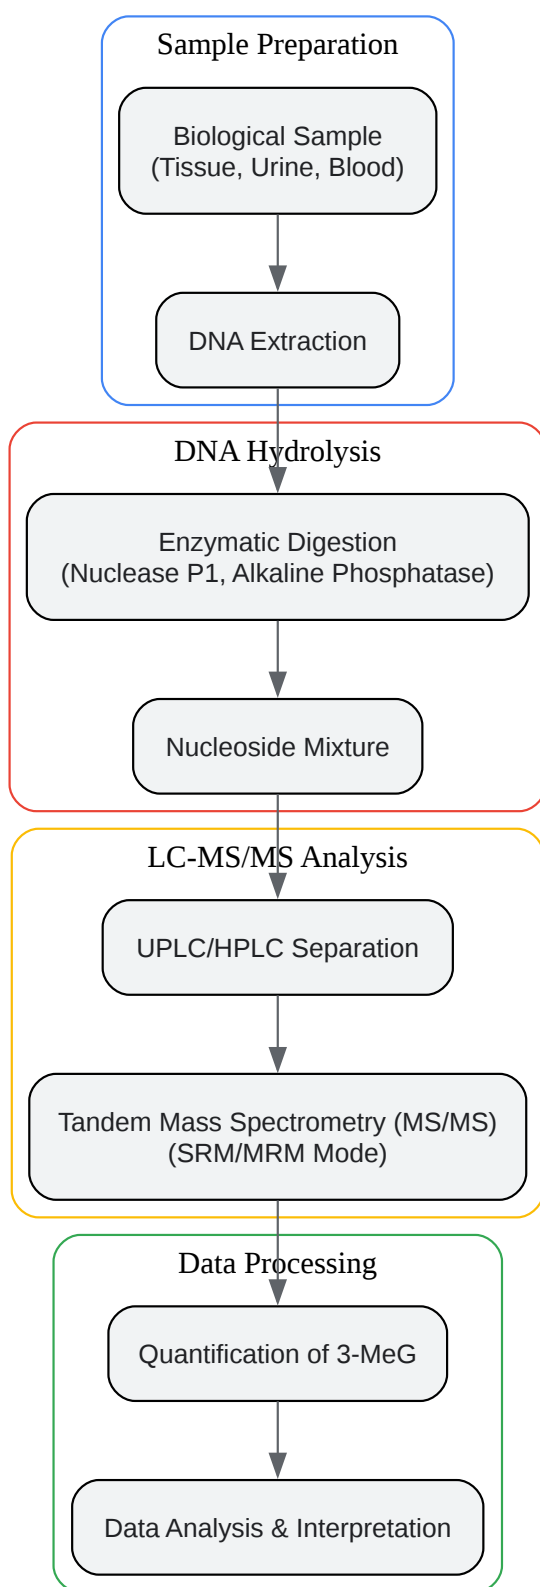 Sample Preparation
Biological Sample
(Tissue, Urine, Blood)
DNA Extraction
DNA Hydrolysis
Enzymatic Digestion
(Nuclease P1, Alkaline Phosphatase)
Nucleoside Mixture
LC-MS/MS Analysis
UPLC/HPLC Separation
Tandem Mass Spectrometry (MS/MS)
(SRM/MRM Mode)
Data Processing
Quantification of 3-MeG
Data Analysis & Interpretation